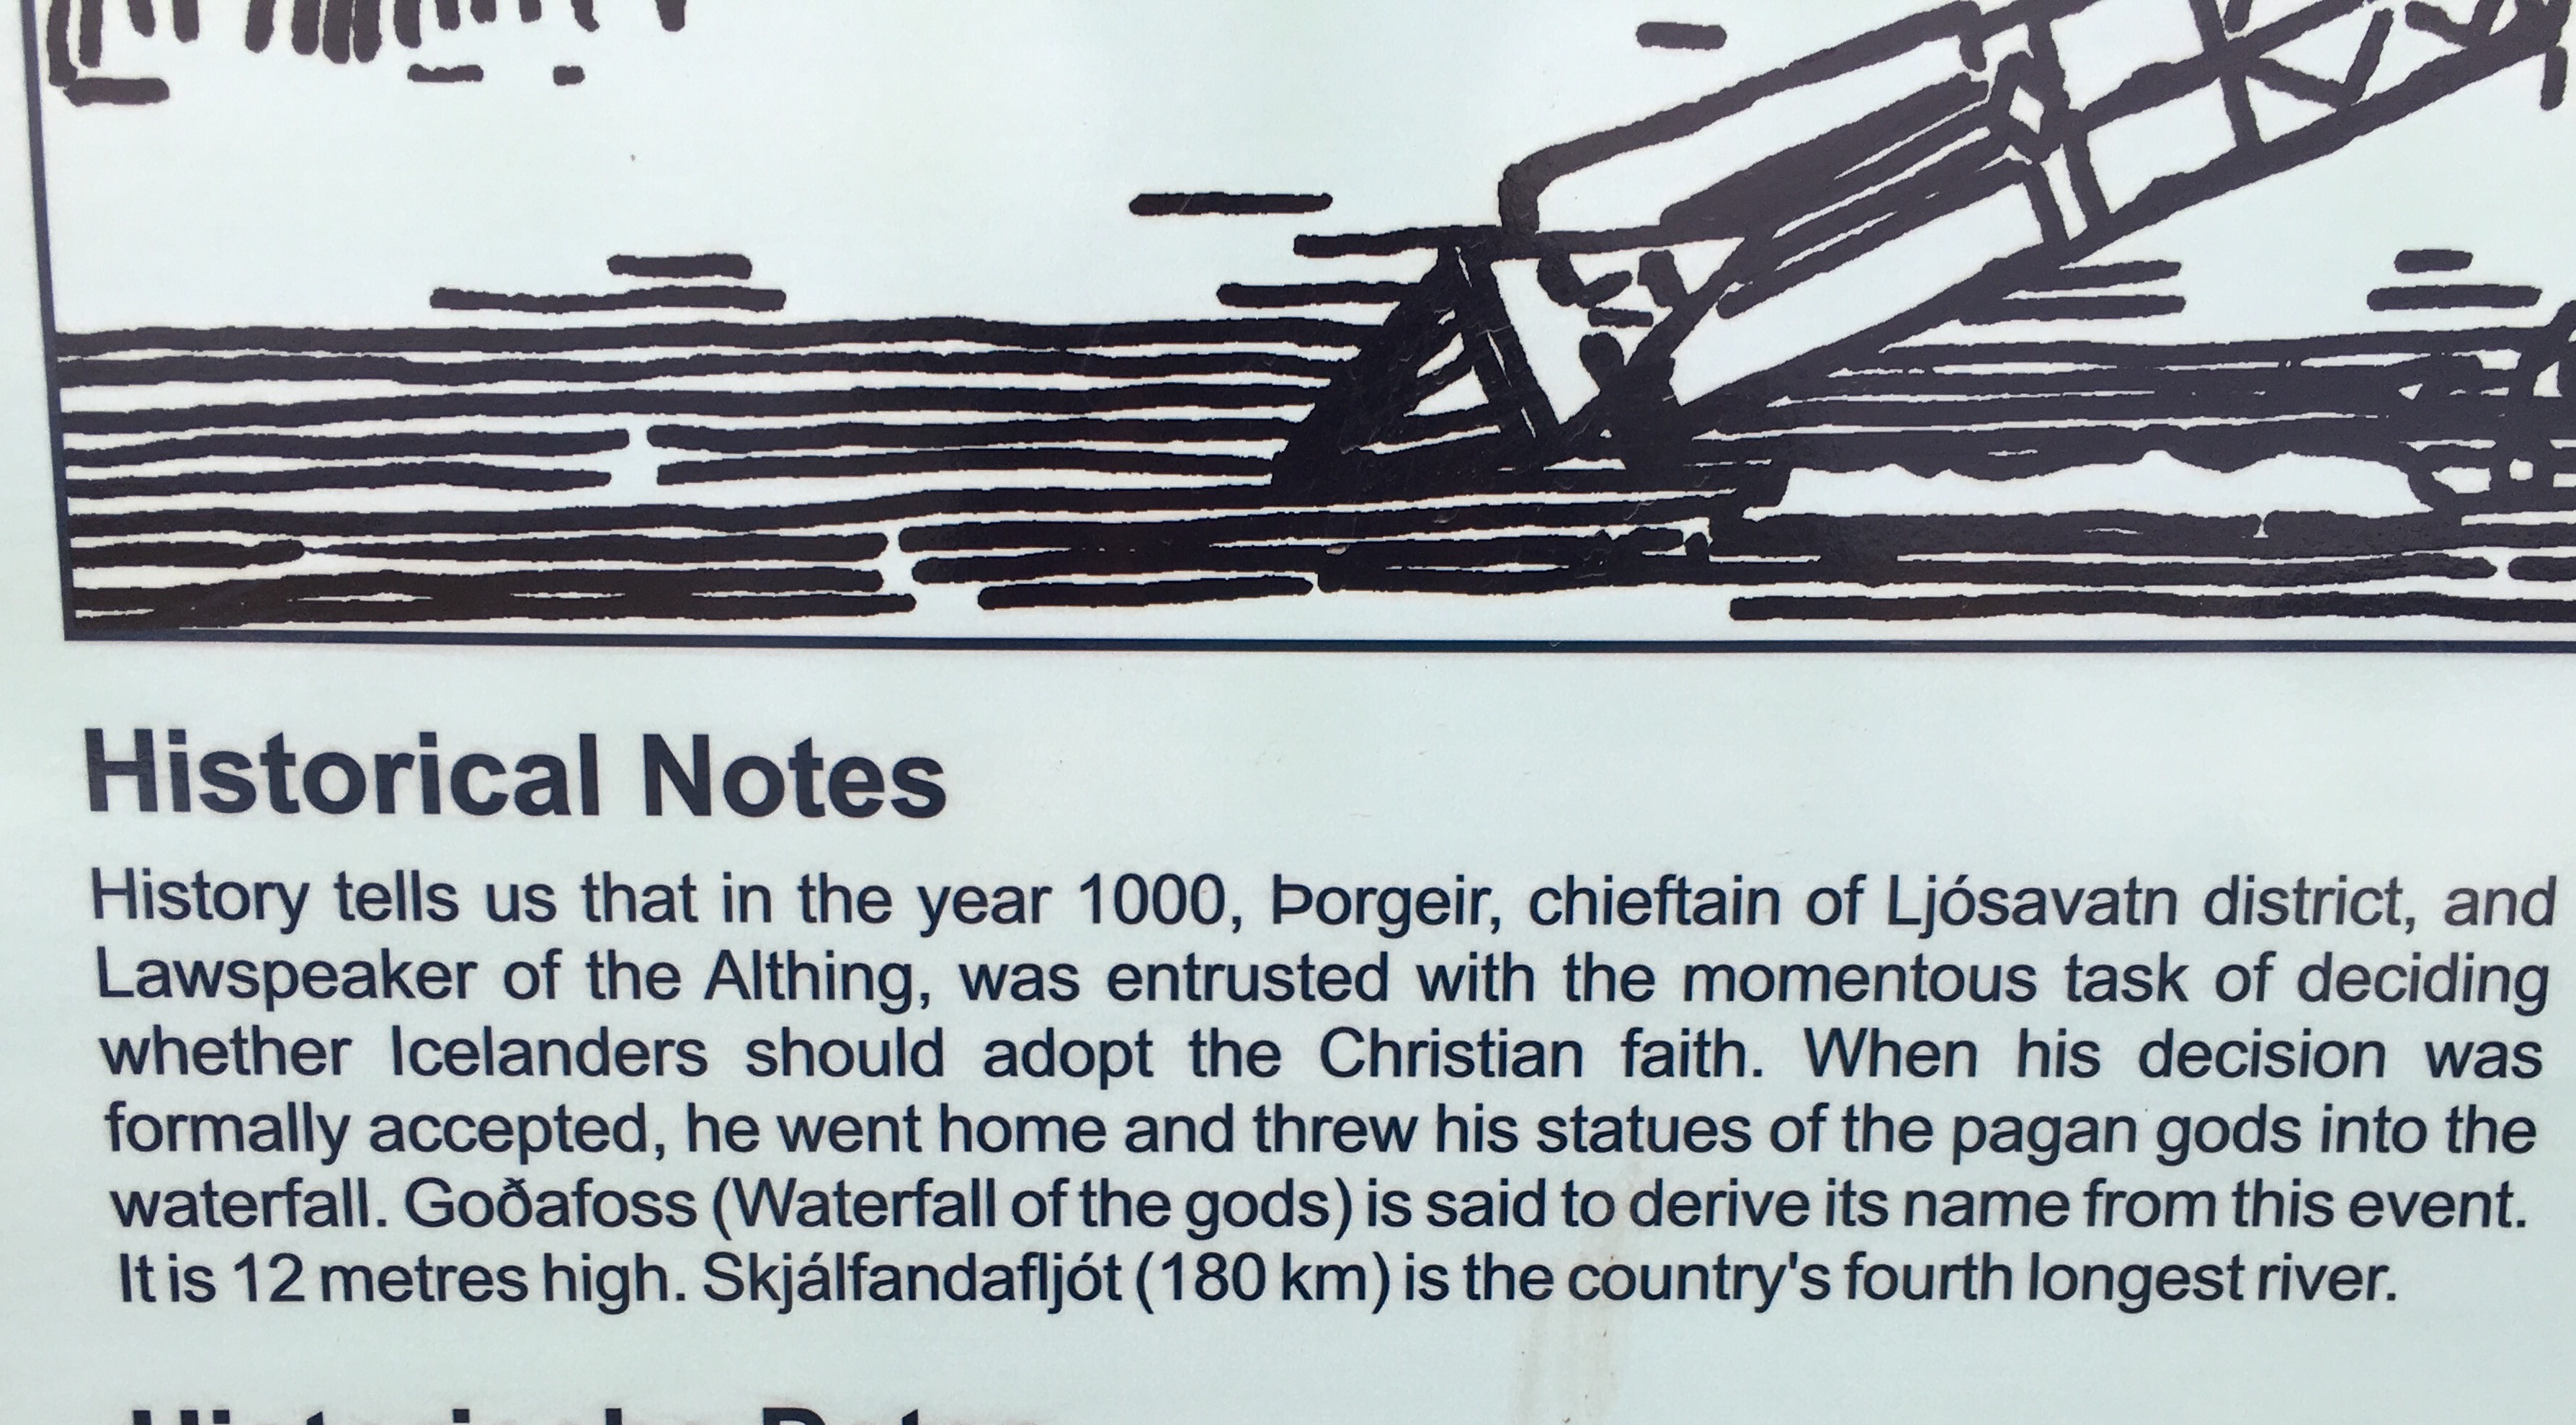 Historical Notes
History tells us that in the year 1000, Þorgeir, chieftain of Ljósavatn district, and
Lawspeaker of the Althing, was entrusted with the momentous task of deciding
whether Icelanders should adopt the Christian faith. When his decision was
formally accepted, he went home and threw his statues of the pagan gods into the
waterfall. Goðafoss (Waterfall of the gods) is said to derive its name from this event.
It is 12 metres high. Skjálfandafljót (180 km) is the country's fourth longest river.